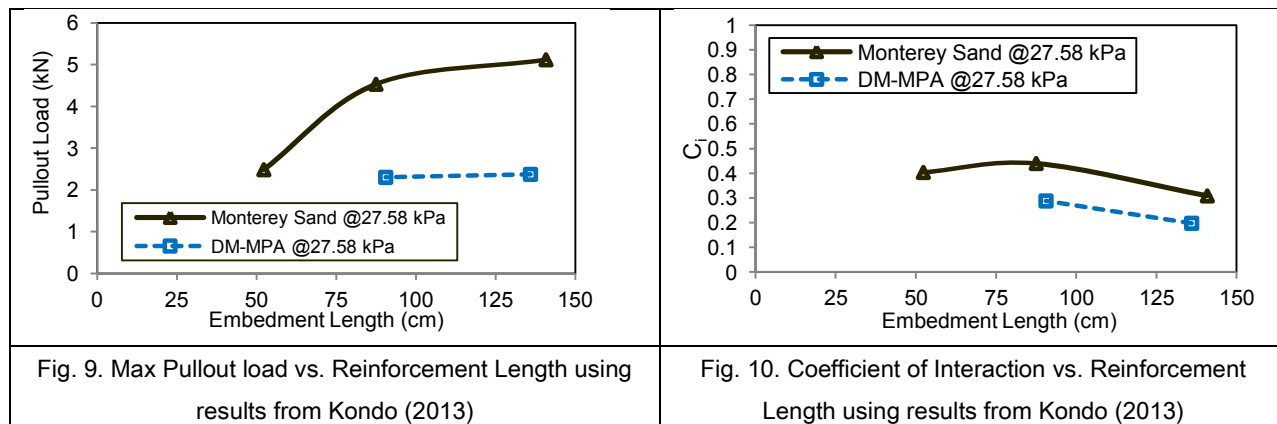 6
5
4
3
2
1
0
Pullout Load (kN)
Monterey Sand @27.58 kPa
DM-MPA @27.58 kPa
0 25 50 75 100 125 150
Embedment Length (cm)
1
0.9
0.8
0.7
0.6
0.5
0.4
0.3
0.2
0.1
0
Ci
Monterey Sand @27.58 kPa
DM-MPA @27.58 kPa
0 25 50 75 100 125 150
Embedment Length (cm)
Fig. 9. Max Pullout load vs. Reinforcement Length using
results from Kondo (2013)
Fig. 10. Coefficient of Interaction vs. Reinforcement
Length using results from Kondo (2013)